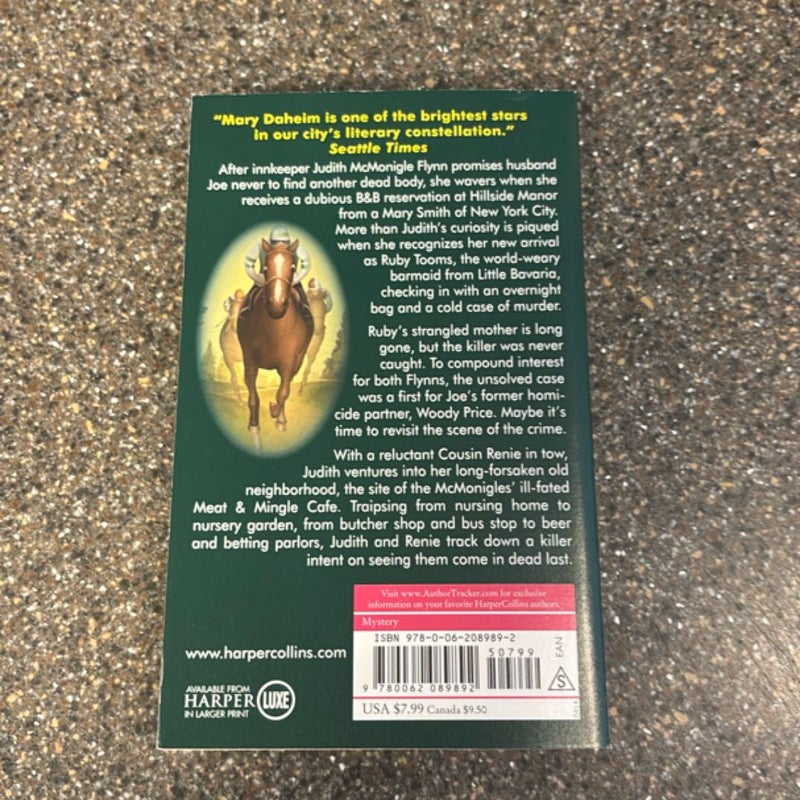 “Mary Daheim is one of the brightest stars
in our city’s literary constellation.”
Seattle Times
After innkeeper Judith McMonigle Flynn promises husband
Joe never to find another dead body, she wavers when she
receives a dubious B&B reservation at Hillside Manor
from a Mary Smith of New York City.
More than Judith’s curiosity is piqued
when she recognizes her new arrival
as Ruby Tooms, the world-weary
barmaid from Little Bavaria,
checking in with an overnight
bag and a cold case of murder.
Ruby’s strangled mother is long
gone, but the killer was never
caught. To compound interest
for both Flynns, the unsolved case
was a first for Joe’s former homi-
cide partner, Woody Price. Maybe it’s
time to revisit the scene of the crime.
With a reluctant Cousin Renie in tow,
Judith ventures into her long-forsaken old
neighborhood, the site of the McMonigles’ ill-fated
Meat & Mingle Cafe. Traipsing from nursing home to
nursery garden, from butcher shop and bus stop to beer
and betting parlors, Judith and Renie track down a killer
intent on seeing them come in dead last.
Visit www.AuthorTracker.com for exclusive
information on your favorite HarperCollins authors.
Mystery
ISBN 978-0-06-208989-2
50799
EAN
S
9 780062 089892
USA $7.99 Canada $9.50
www.harpercollins.com
AVAILABLE FROM
HARPER LUXE
IN LARGER PRINT